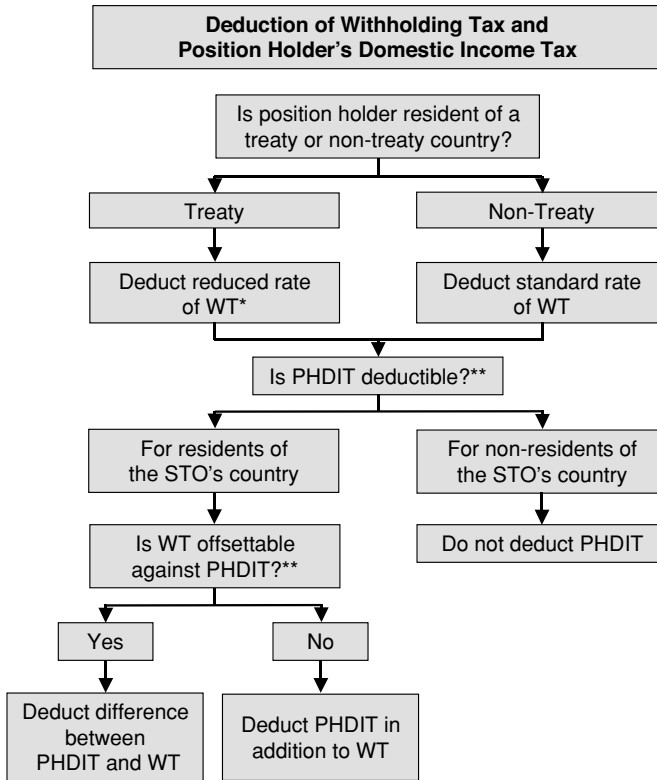 Deduction of Withholding Tax and
Position Holder's Domestic Income Tax
Is position holder resident of a
treaty or non-treaty country?
Treaty
Non-Treaty
Deduct reduced rate
of WT*
Deduct standard rate
of WT
Is PHDIT deductible?**
For residents of
the STO's country
For non-residents of
the STO's country
Is WT offsettable
against PHDIT?**
Do not deduct PHDIT
Yes
No
Deduct difference
between
PHDIT and WT
Deduct PHDIT in
addition to WT